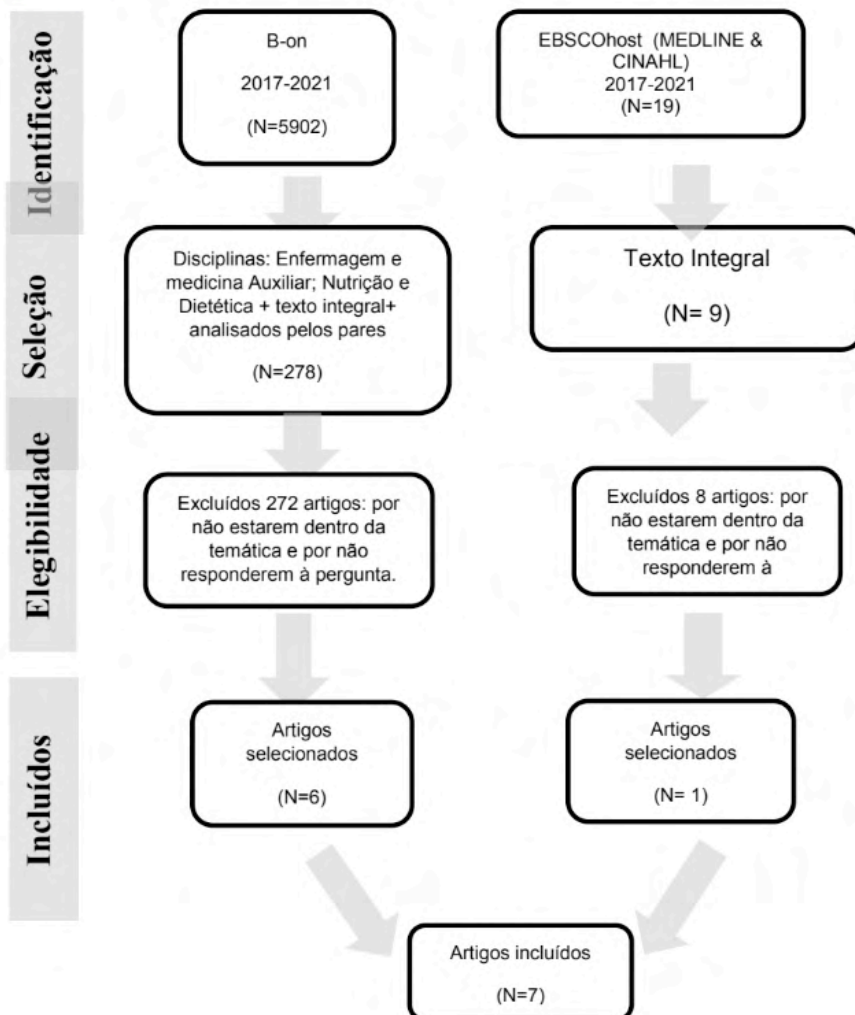 Identificação
B-on
2017-2021
(N=5902)
EBSCOhost (MEDLINE &
CINAHL)
2017-2021
(N=19)
Seleção
Disciplinas: Enfermagem e
medicina Auxiliar; Nutrição e
Dietética + texto integral+
analisados pelos pares
(N=278)
Texto Integral
(N= 9)
Elegibilidade
Excluídos 272 artigos: por
não estarem dentro da
temática e por não
responderem à pergunta.
Excluídos 8 artigos: por
não estarem dentro da
temática e por não
responderem à
Incluídos
Artigos
selecionados
(N=6)
Artigos
selecionados
(N= 1)
Artigos incluídos
(N=7)